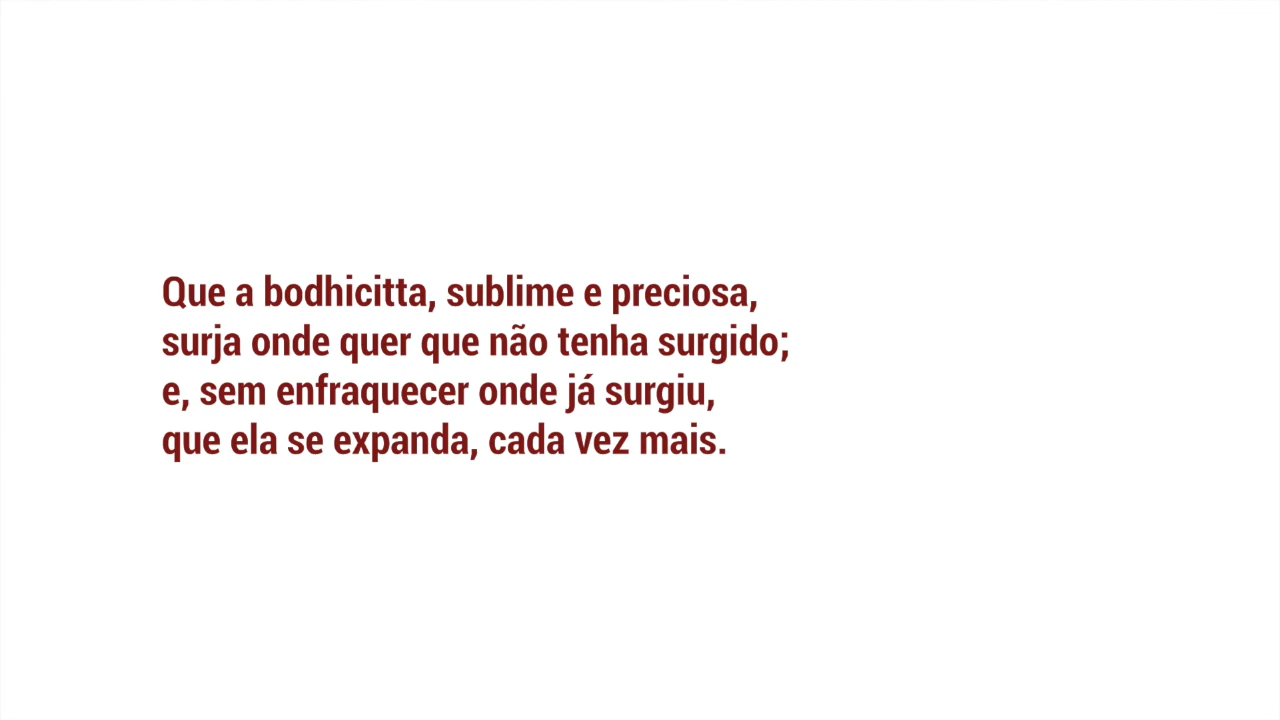 Que a bodhicitta, sublime e preciosa,
surja onde quer que não tenha surgido;
e, sem enfraquecer onde já surgiu,
que ela se expanda, cada vez mais.